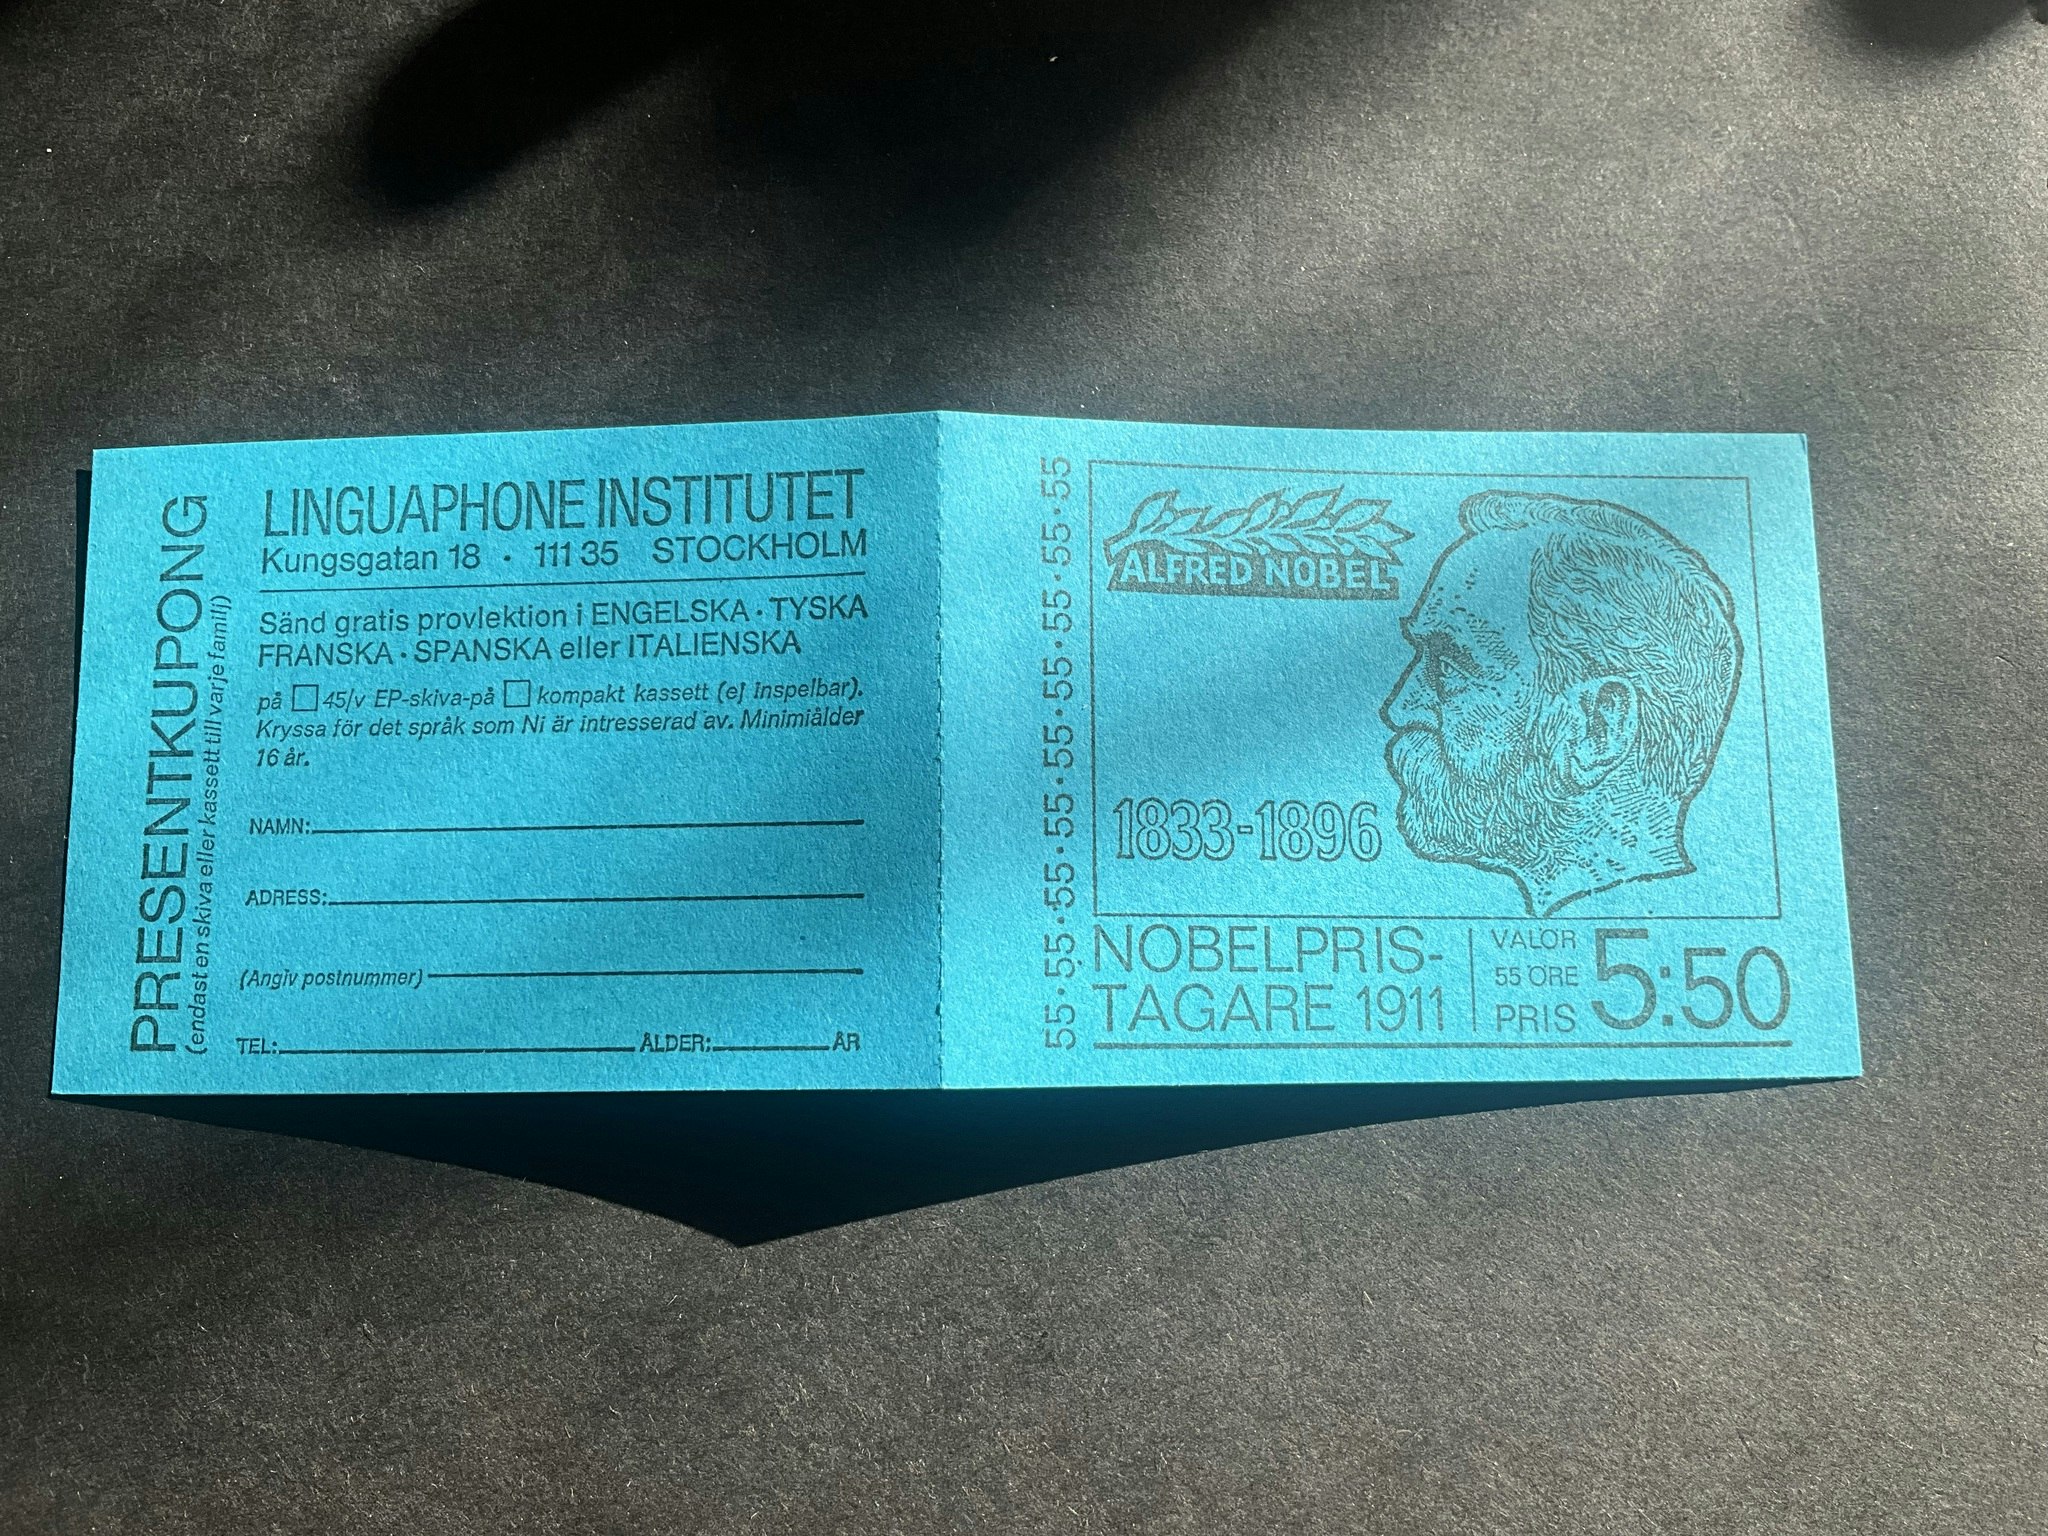 PRESENTKUPONG
(endast en skiva eller kassett till varje familj)
LINGUAPHONE INSTITUTET
Kungsgatan 18 · 111 35 STOCKHOLM
Sänd gratis provlektion i ENGELSKA · TYSKA
FRANSKA · SPANSKA eller ITALIENSKA
på □ 45/v EP-skiva-på □ kompakt kassett (ej inspelbar).
Kryssa för det språk som Ni är intresserad av. Minimiålder
16 år.
NAMN:
ADRESS:
(Angiv postnummer)
TEL: ÅLDER: ÅR
55·55·55·55·55·55·55·55·55·55
ALFRED NOBEL
1833-1896
NOBELPRIS-
TAGARE 1911
VALÖR
55 ÖRE
PRIS 5:50